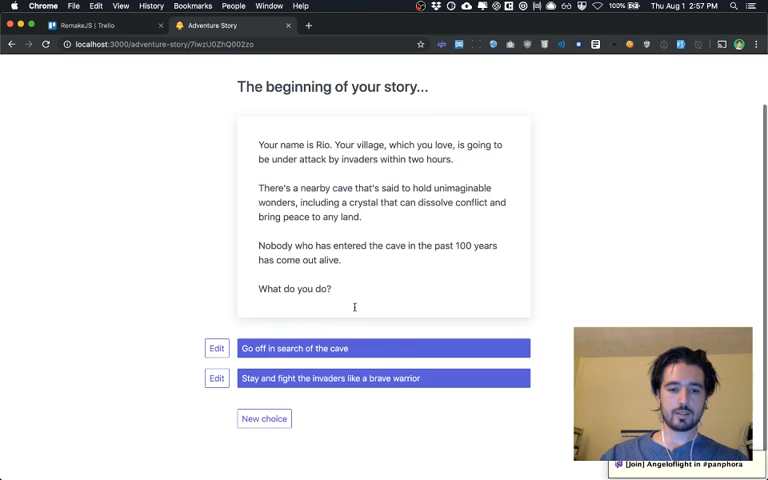 Chrome File Edit View History Bookmarks People Window Help 100% Thu Aug 1 2:57 PM
RemakeJS | Trello Adventure Story
localhost:3000/adventure-story/7iwzU0ZhQ002zo
The beginning of your story...
Your name is Rio. Your village, which you love, is going to
be under attack by invaders within two hours.
There's a nearby cave that's said to hold unimaginable
wonders, including a crystal that can dissolve conflict and
bring peace to any land.
Nobody who has entered the cave in the past 100 years
has come out alive.
What do you do?
Edit Go off in search of the cave
Edit Stay and fight the invaders like a brave warrior
New choice
[Join] Angeloflight in #panphora